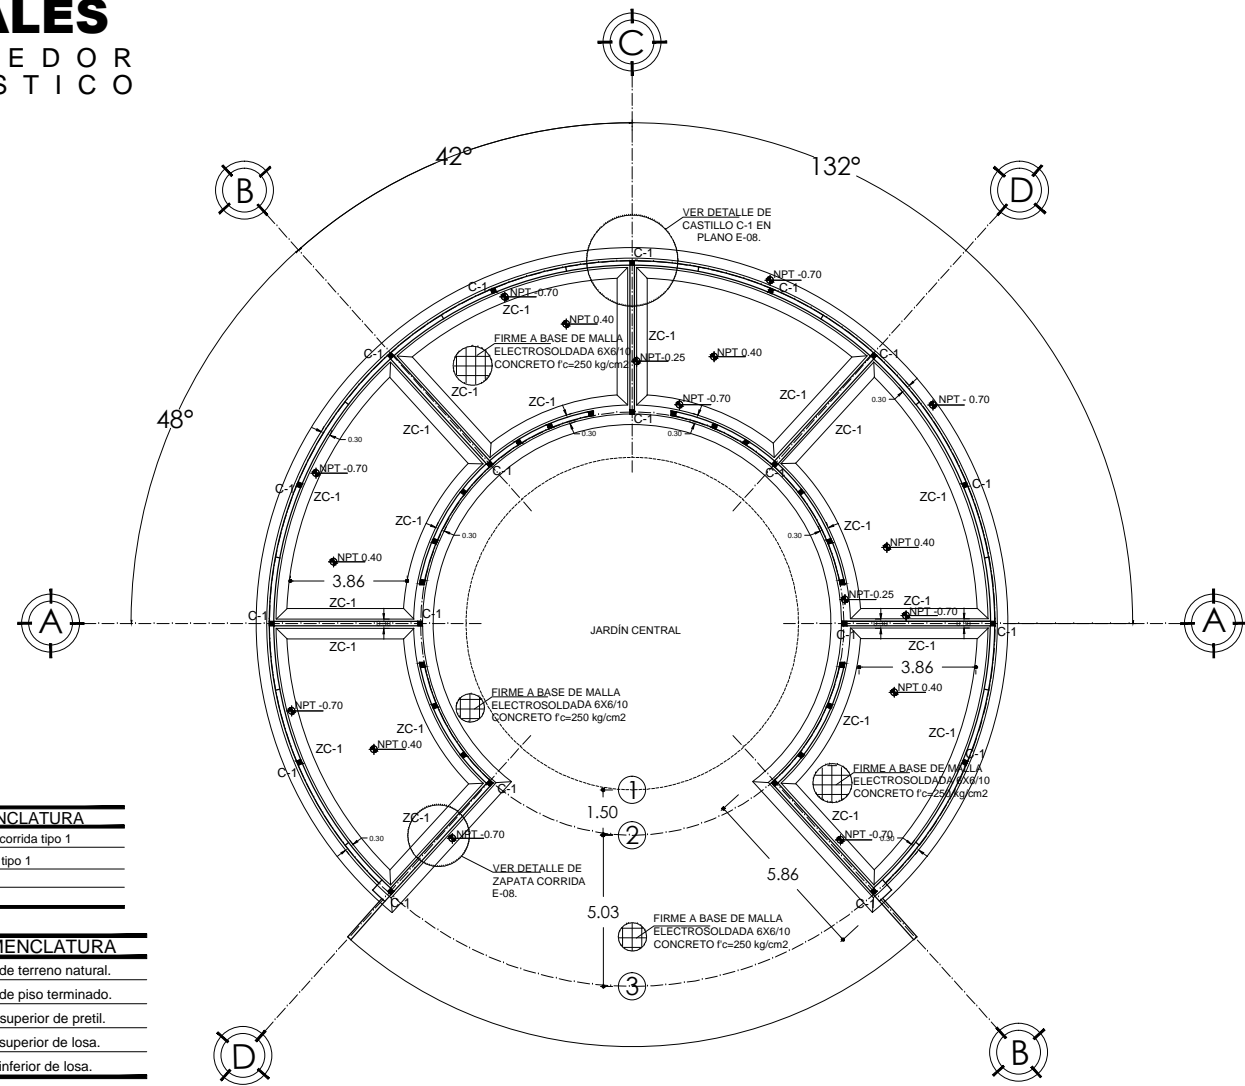 ALES
EDOR
STICO
C
42°
132°
B
D
VER DETALLE DE
CASTILLO C-1 EN
PLANO E-08.
C-1
NPT -0.70
C-1
C-1
NPT -0.70
ZC-1
NPT 0.40
FIRME A BASE DE MALLA
ELECTROSOLDADA 6X6/10
CONCRETO f'c=250 kg/cm2
ZC-1
NPT-0.25
NPT 0.40
ZC-1
C-1
C-1
ZC-1
NPT -0.70
ZC-1
0.30
NPT - 0.70
48°
C-1
ZC-1
0.30
0.30
0.30
ZC-1
C-1
C-1
NPT -0.70
C-1
ZC-1
ZC-1
C-1
ZC-1
0.30
ZC-1
0.30
NPT 0.40
NPT 0.40
3.86
NPT-0.25
ZC-1
C-1
C-1
ZC-1
NPT -0.70
A
JARDÍN CENTRAL
C-1
C-1
A
ZC-1
ZC-1
3.86
FIRME A BASE DE MALLA
ELECTROSOLDADA 6X6/10
CONCRETO f'c=250 kg/cm2
NPT 0.40
NPT -0.70
ZC-1
NPT 0.40
ZC-1
C-1
ZC-1
ZC-1
C-1
FIRME A BASE DE MALLA
ELECTROSOLDADA 6X6/10
CONCRETO f'c=250 kg/cm2
C-1
1
1.50
2
ZC-1
NPT -0.70
0.30
ZC-1
NPT -0.70
0.30
VER DETALLE DE
ZAPATA CORRIDA
E-08.
5.86
C-1
C-1
5.03
FIRME A BASE DE MALLA
ELECTROSOLDADA 6X6/10
CONCRETO f'c=250 kg/cm2
3
D
B
NCLATURA
corrida tipo 1
tipo 1
MENCLATURA
de terreno natural.
de piso terminado.
superior de pretil.
superior de losa.
inferior de losa.